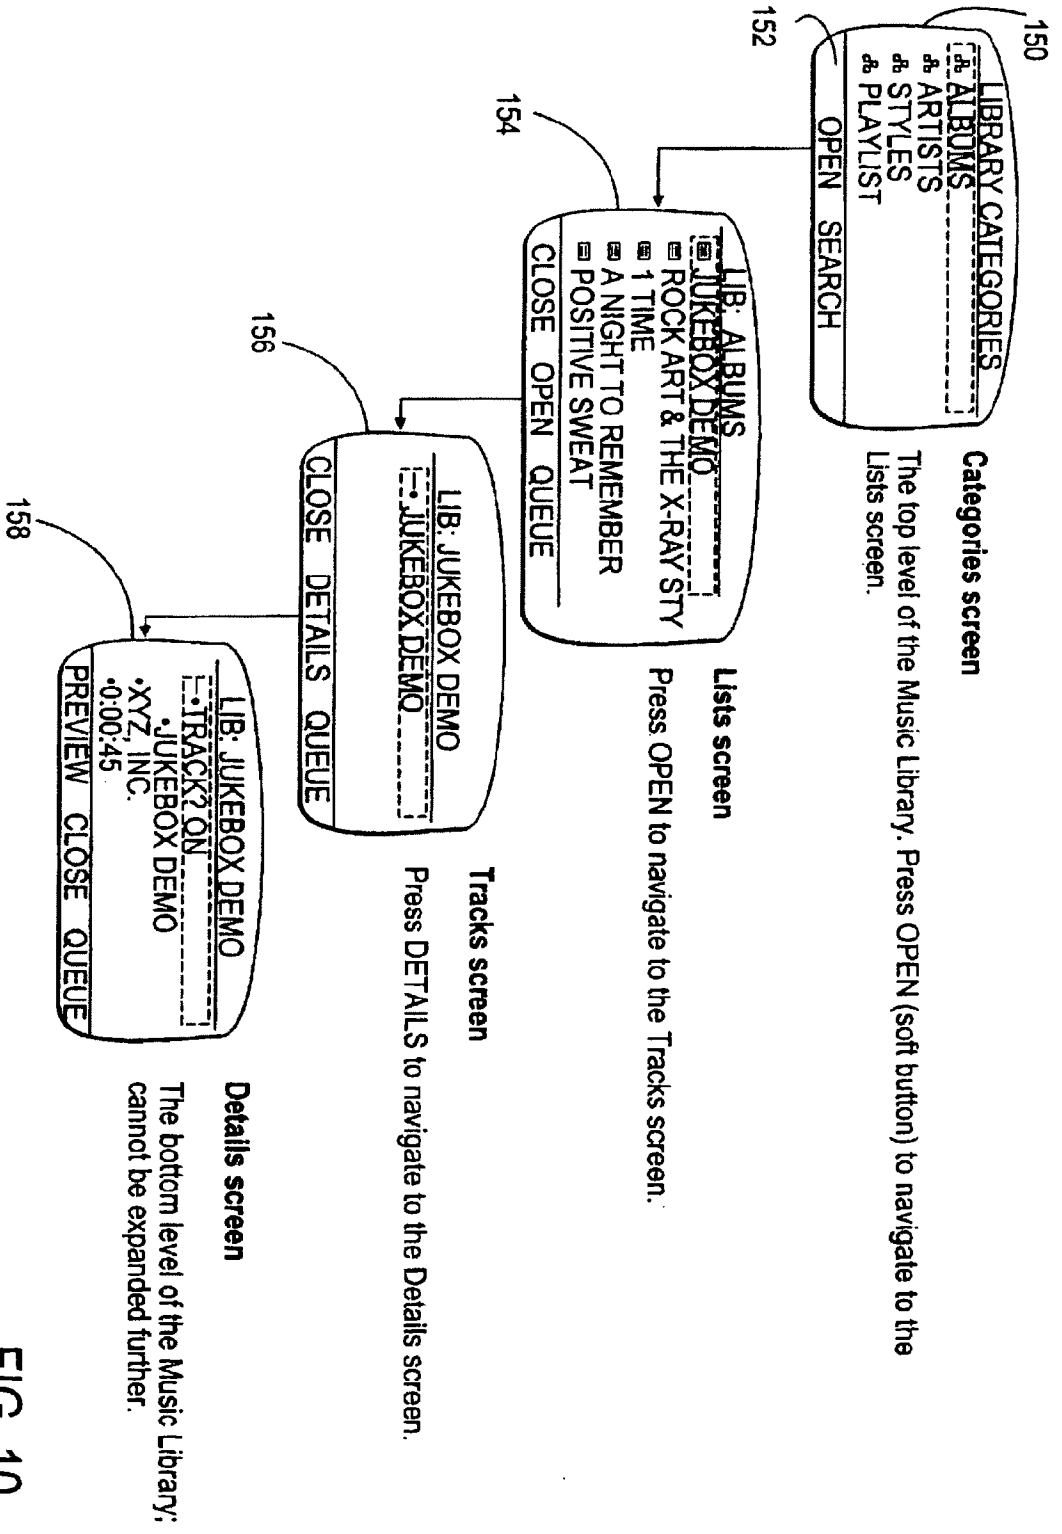 150
LIBRARY CATEGORIES
ALBUMS
ARTISTS
STYLES
PLAYLIST
OPEN SEARCH
152
Categories screen
The top level of the Music Library. Press OPEN (soft button) to navigate to the
Lists screen.
LIB: ALBUMS
JUKEBOX DEMO
ROCK ART & THE X-RAY STY
1 TIME
A NIGHT TO REMEMBER
POSITIVE SWEAT
CLOSE OPEN QUEUE
154
Lists screen
Press OPEN to navigate to the Tracks screen.
LIB: JUKEBOX DEMO
• JUKEBOX DEMO
CLOSE DETAILS QUEUE
156
Tracks screen
Press DETAILS to navigate to the Details screen.
LIB: JUKEBOX DEMO
•TRACK? ON
•JUKEBOX DEMO
•XYZ, INC.
•0:00:45
PREVIEW CLOSE QUEUE
158
Details screen
The bottom level of the Music Library;
cannot be expanded further.
FIG. 10